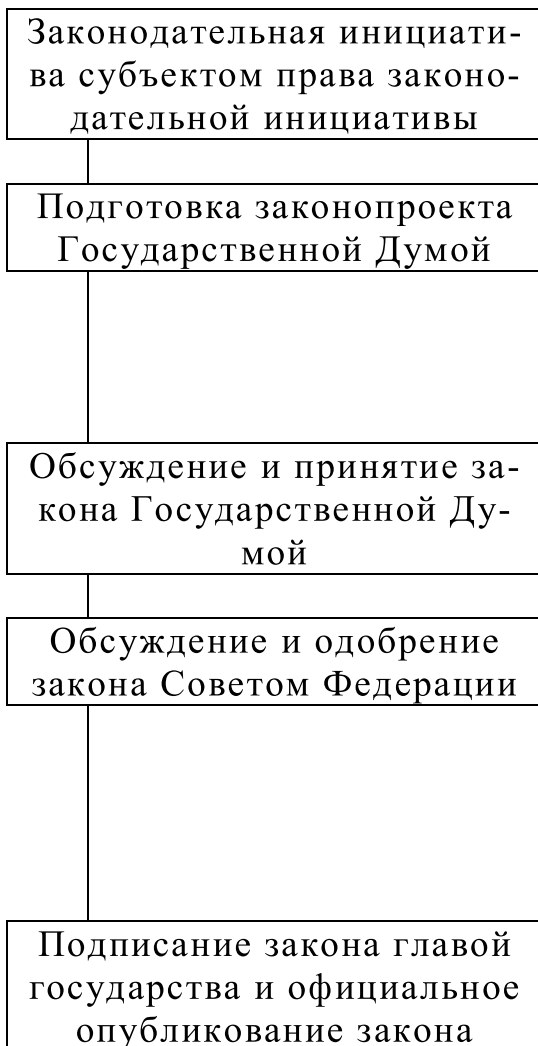 Законодательная инициати-
ва субъектом права законо-
дательной инициативы
Подготовка законопроекта
Государственной Думой
Обсуждение и принятие за-
кона Государственной Ду-
мой
Обсуждение и одобрение
закона Советом Федерации
Подписание закона главой
государства и официальное
опубликование закона